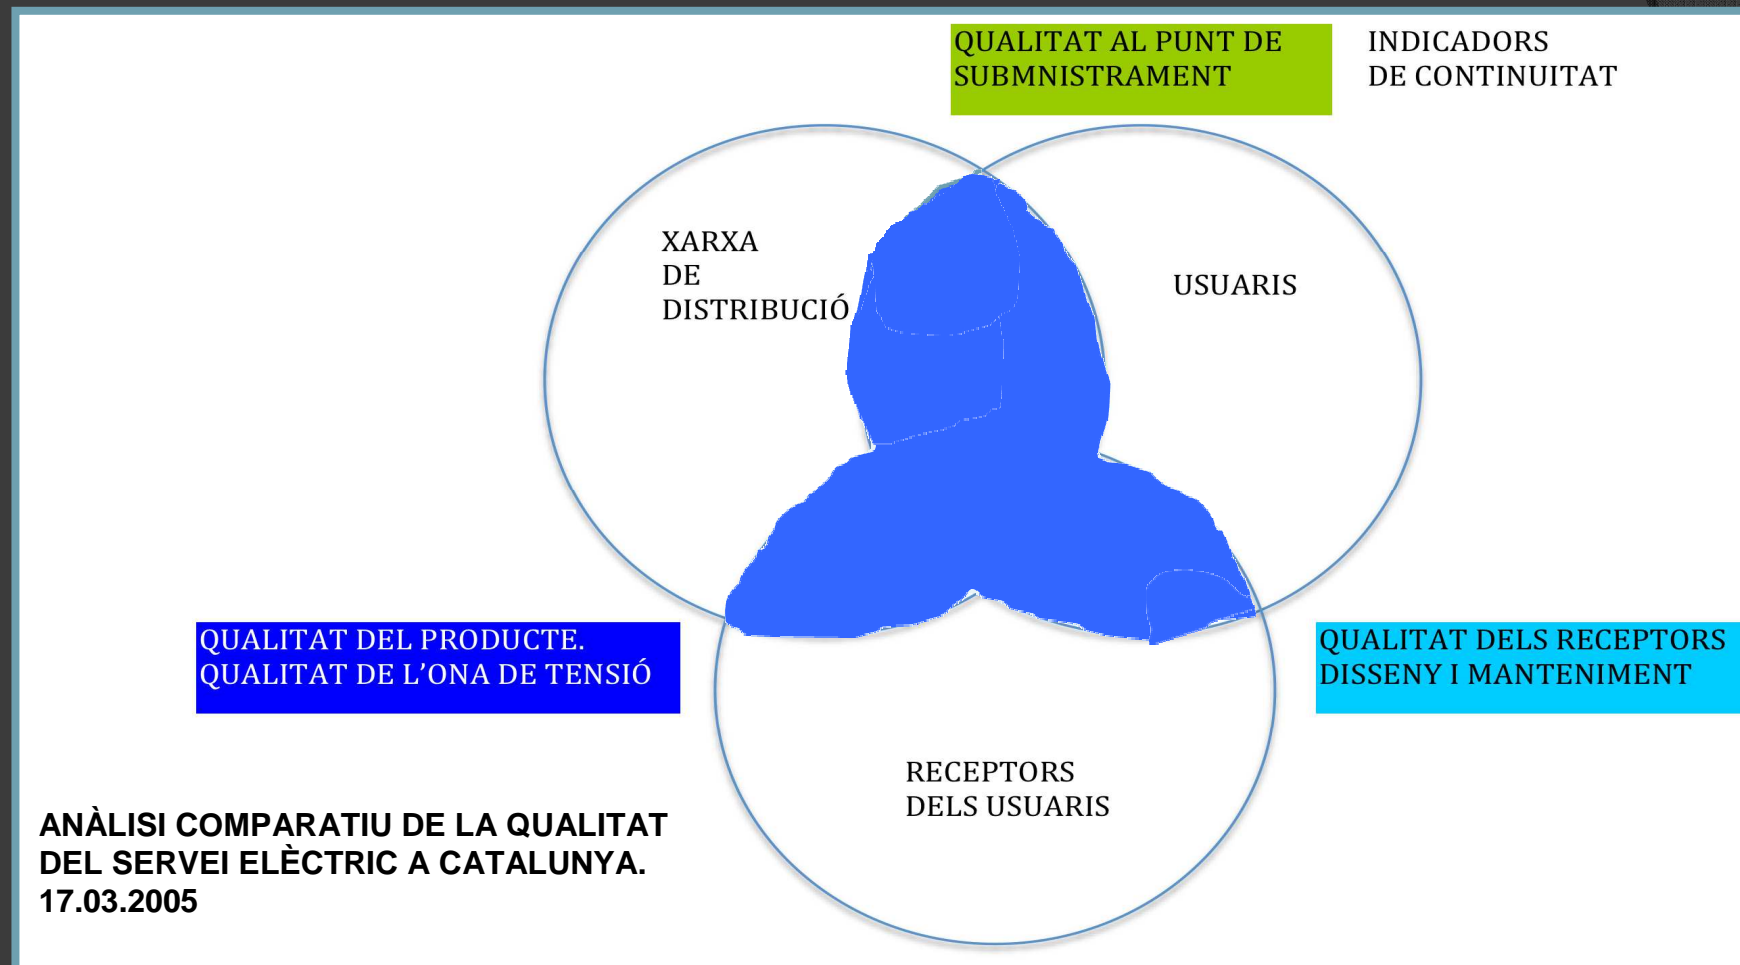 QUALITAT AL PUNT DE
SUBMNISTRAMENT
INDICADORS
DE CONTINUITAT
XARXA
DE
DISTRIBUCIÓ
USUARIS
QUALITAT DEL PRODUCTE.
QUALITAT DE L’ONA DE TENSIÓ
QUALITAT DELS RECEPTORS
DISSENY I MANTENIMENT
RECEPTORS
DELS USUARIS
ANÀLISI COMPARATIU DE LA QUALITAT
DEL SERVEI ELÈCTRIC A CATALUNYA.
17.03.2005